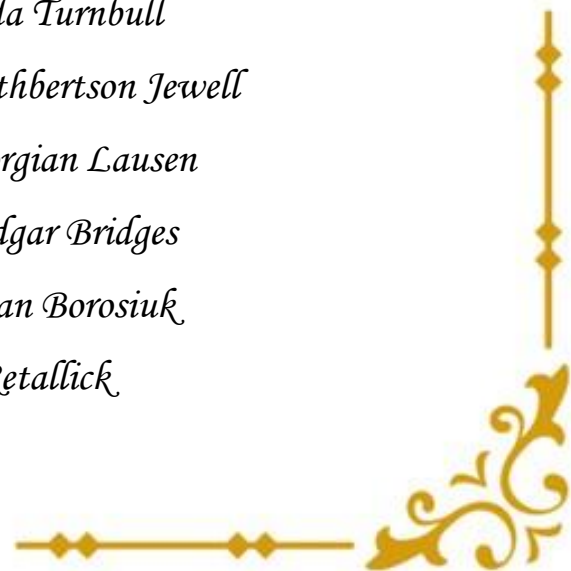 la Turnbull
thbertson Jewell
rgian Lausen
dgar Bridges
an Borosiuk
etallick